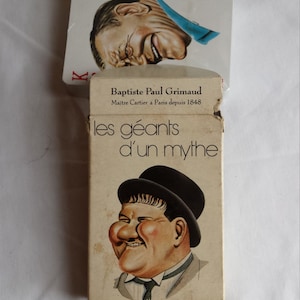 K
Baptiste Paul Grimaud
Maître Cartier à Paris depuis 1848
les géants
d'un mythe